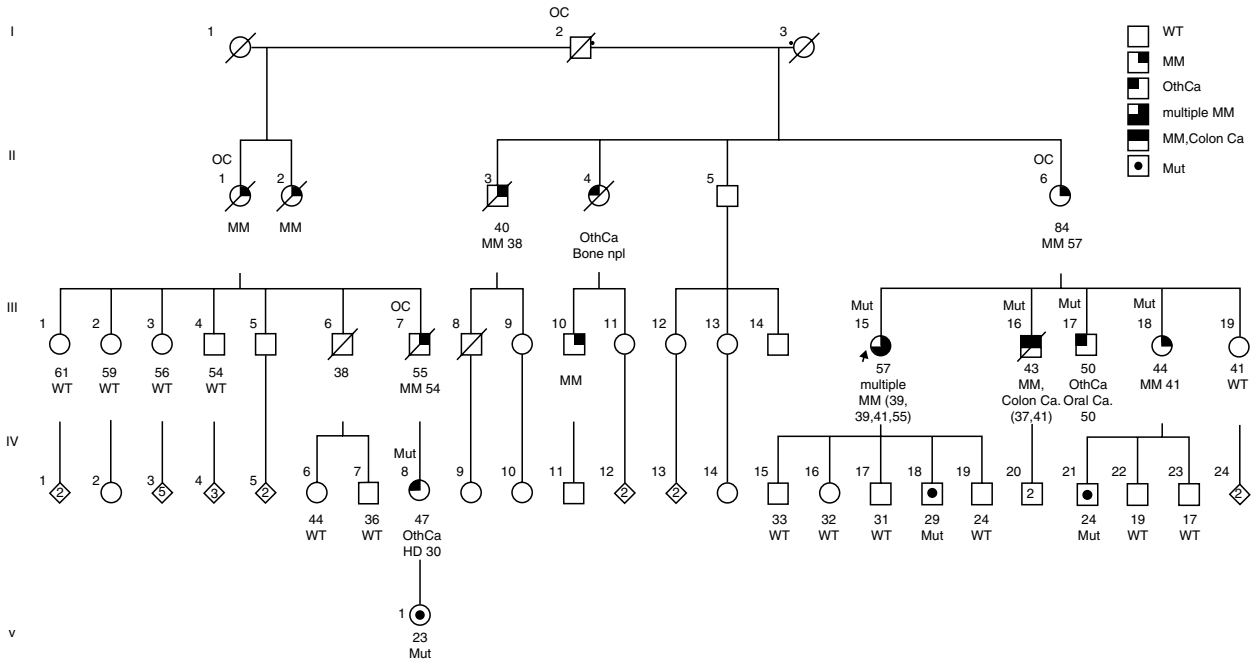 I
1
OC
2
3
WT
MM
OthCa
multiple MM
MM,Colon Ca
Mut
II
OC
1
2
3
4
5
OC
6
MM
MM
40
MM 38
OthCa
Bone npl
84
MM 57
III
1
2
3
4
5
6
OC
7
8
9
10
11
12
13
14
Mut
15
Mut
16
Mut
17
Mut
18
19
61
WT
59
WT
56
WT
54
WT
38
55
MM 54
MM
57
multiple
MM (39,
39,41,55)
43
MM,
Colon Ca.
(37,41)
50
OthCa
Oral Ca.
50
44
MM 41
41
WT
IV
1
2
2
3
5
4
3
5
2
6
7
Mut
8
9
10
11
12
2
13
2
14
15
16
17
18
19
20
2
21
22
23
24
2
44
WT
36
WT
47
OthCa
HD 30
33
WT
32
WT
31
WT
29
Mut
24
WT
24
Mut
19
WT
17
WT
V
1
23
Mut